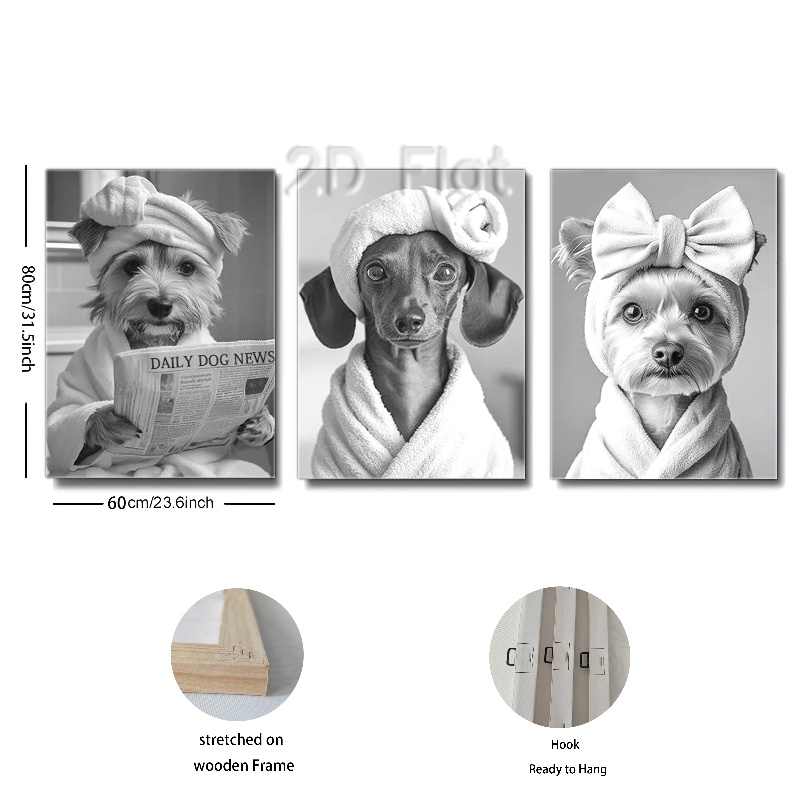 2D Flat
DAILY DOG NEWS
80cm/31.5inch
60cm/23.6inch
stretched on
wooden Frame
Hook
Ready to Hang